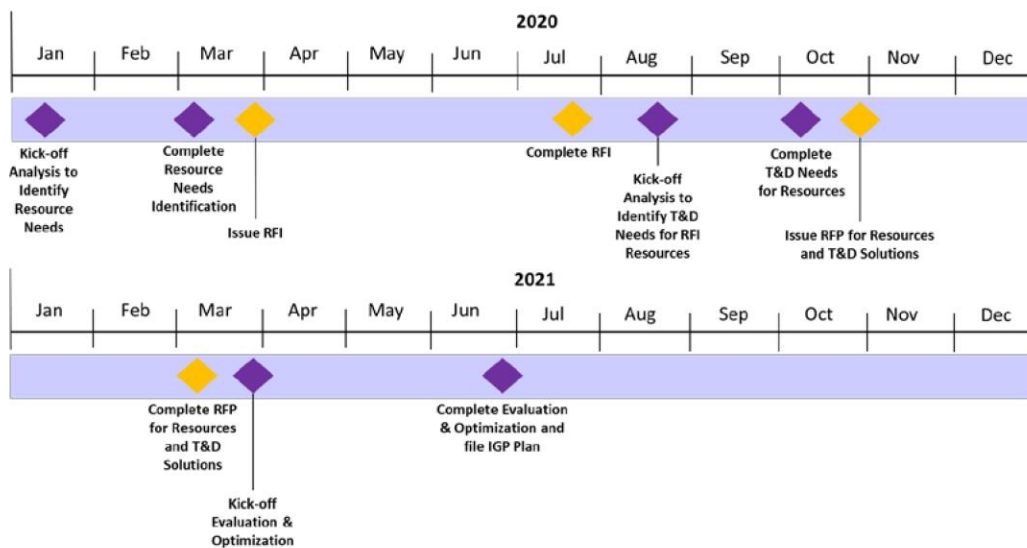 2020
Jan Feb Mar Apr May Jun Jul Aug Sep Oct Nov Dec
Kick-off
Analysis to
Identify
Resource
Needs
Complete
Resource
Needs
Identification
Issue RFI
Complete RFI
Kick-off
Analysis to
Identify T&D
Needs for RFI
Resources
Complete
T&D Needs
for Resources
Issue RFP for Resources
and T&D Solutions
2021
Jan Feb Mar Apr May Jun Jul Aug Sep Oct Nov Dec
Complete RFP
for Resources
and T&D
Solutions
Kick-off
Evaluation &
Optimization
Complete Evaluation
& Optimization and
file IGP Plan